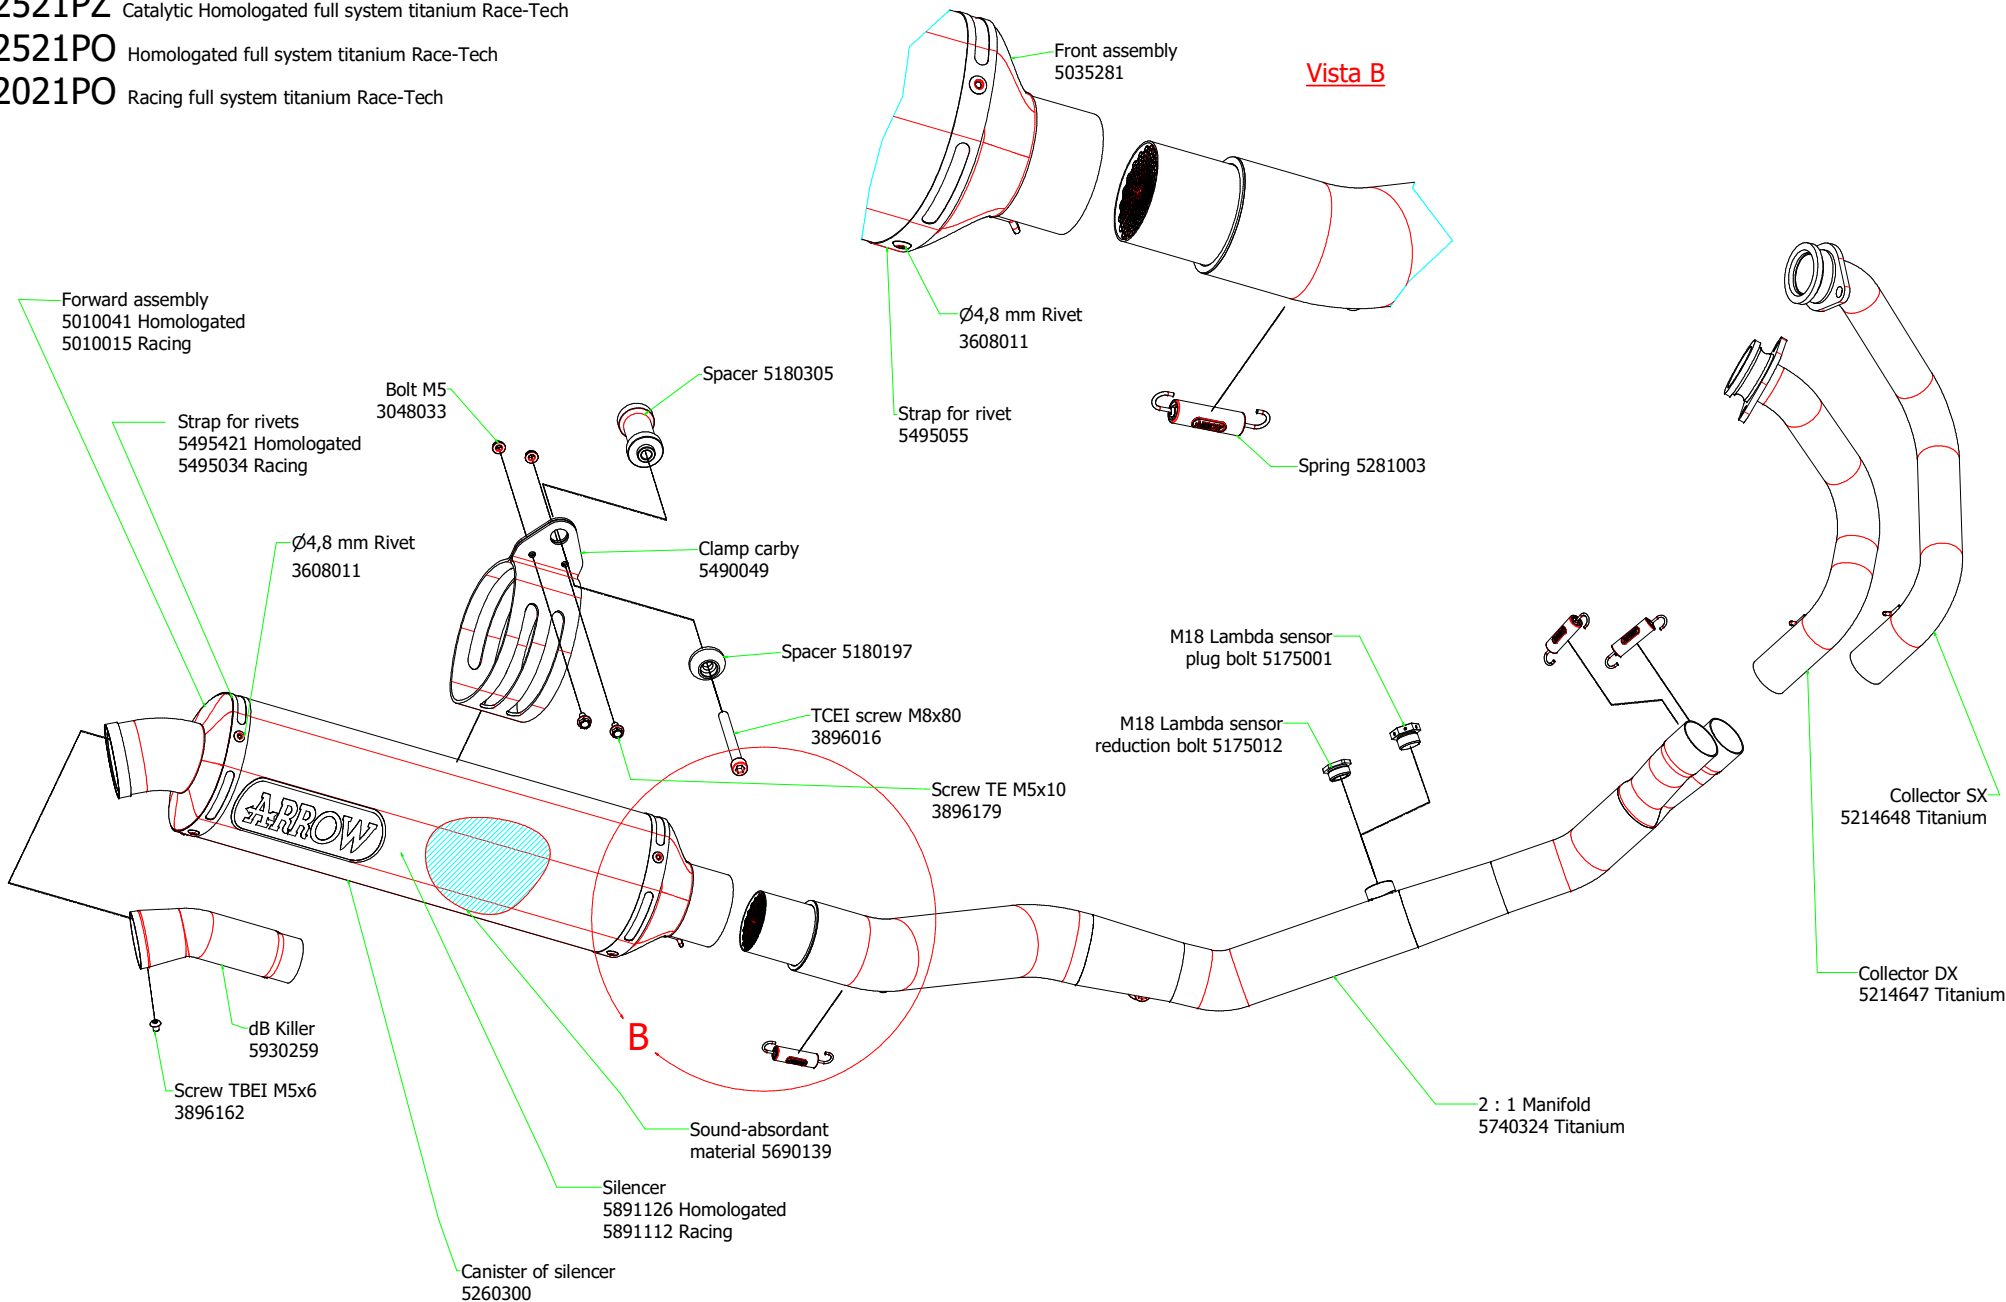 2521PZ Catalytic Homologated full system titanium Race-Tech
2521PO Homologated full system titanium Race-Tech
2021PO Racing full system titanium Race-Tech
Front assembly
5035281
Vista B
Forward assembly
5010041 Homologated
5010015 Racing
Ø4,8 mm Rivet
3608011
Spacer 5180305
Bolt M5
3048033
Strap for rivet
5495055
Strap for rivets
5495421 Homologated
5495034 Racing
Spring 5281003
Ø4,8 mm Rivet
3608011
Clamp carby
5490049
M18 Lambda sensor
plug bolt 5175001
Spacer 5180197
TCEI screw M8x80
3896016
M18 Lambda sensor
reduction bolt 5175012
Screw TE M5x10
3896179
Collector SX
5214648 Titanium
ARROW
Collector DX
5214647 Titanium
B
dB Killer
5930259
Screw TBEI M5x6
3896162
2 : 1 Manifold
5740324 Titanium
Sound-absordant
material 5690139
Silencer
5891126 Homologated
5891112 Racing
Canister of silencer
5260300